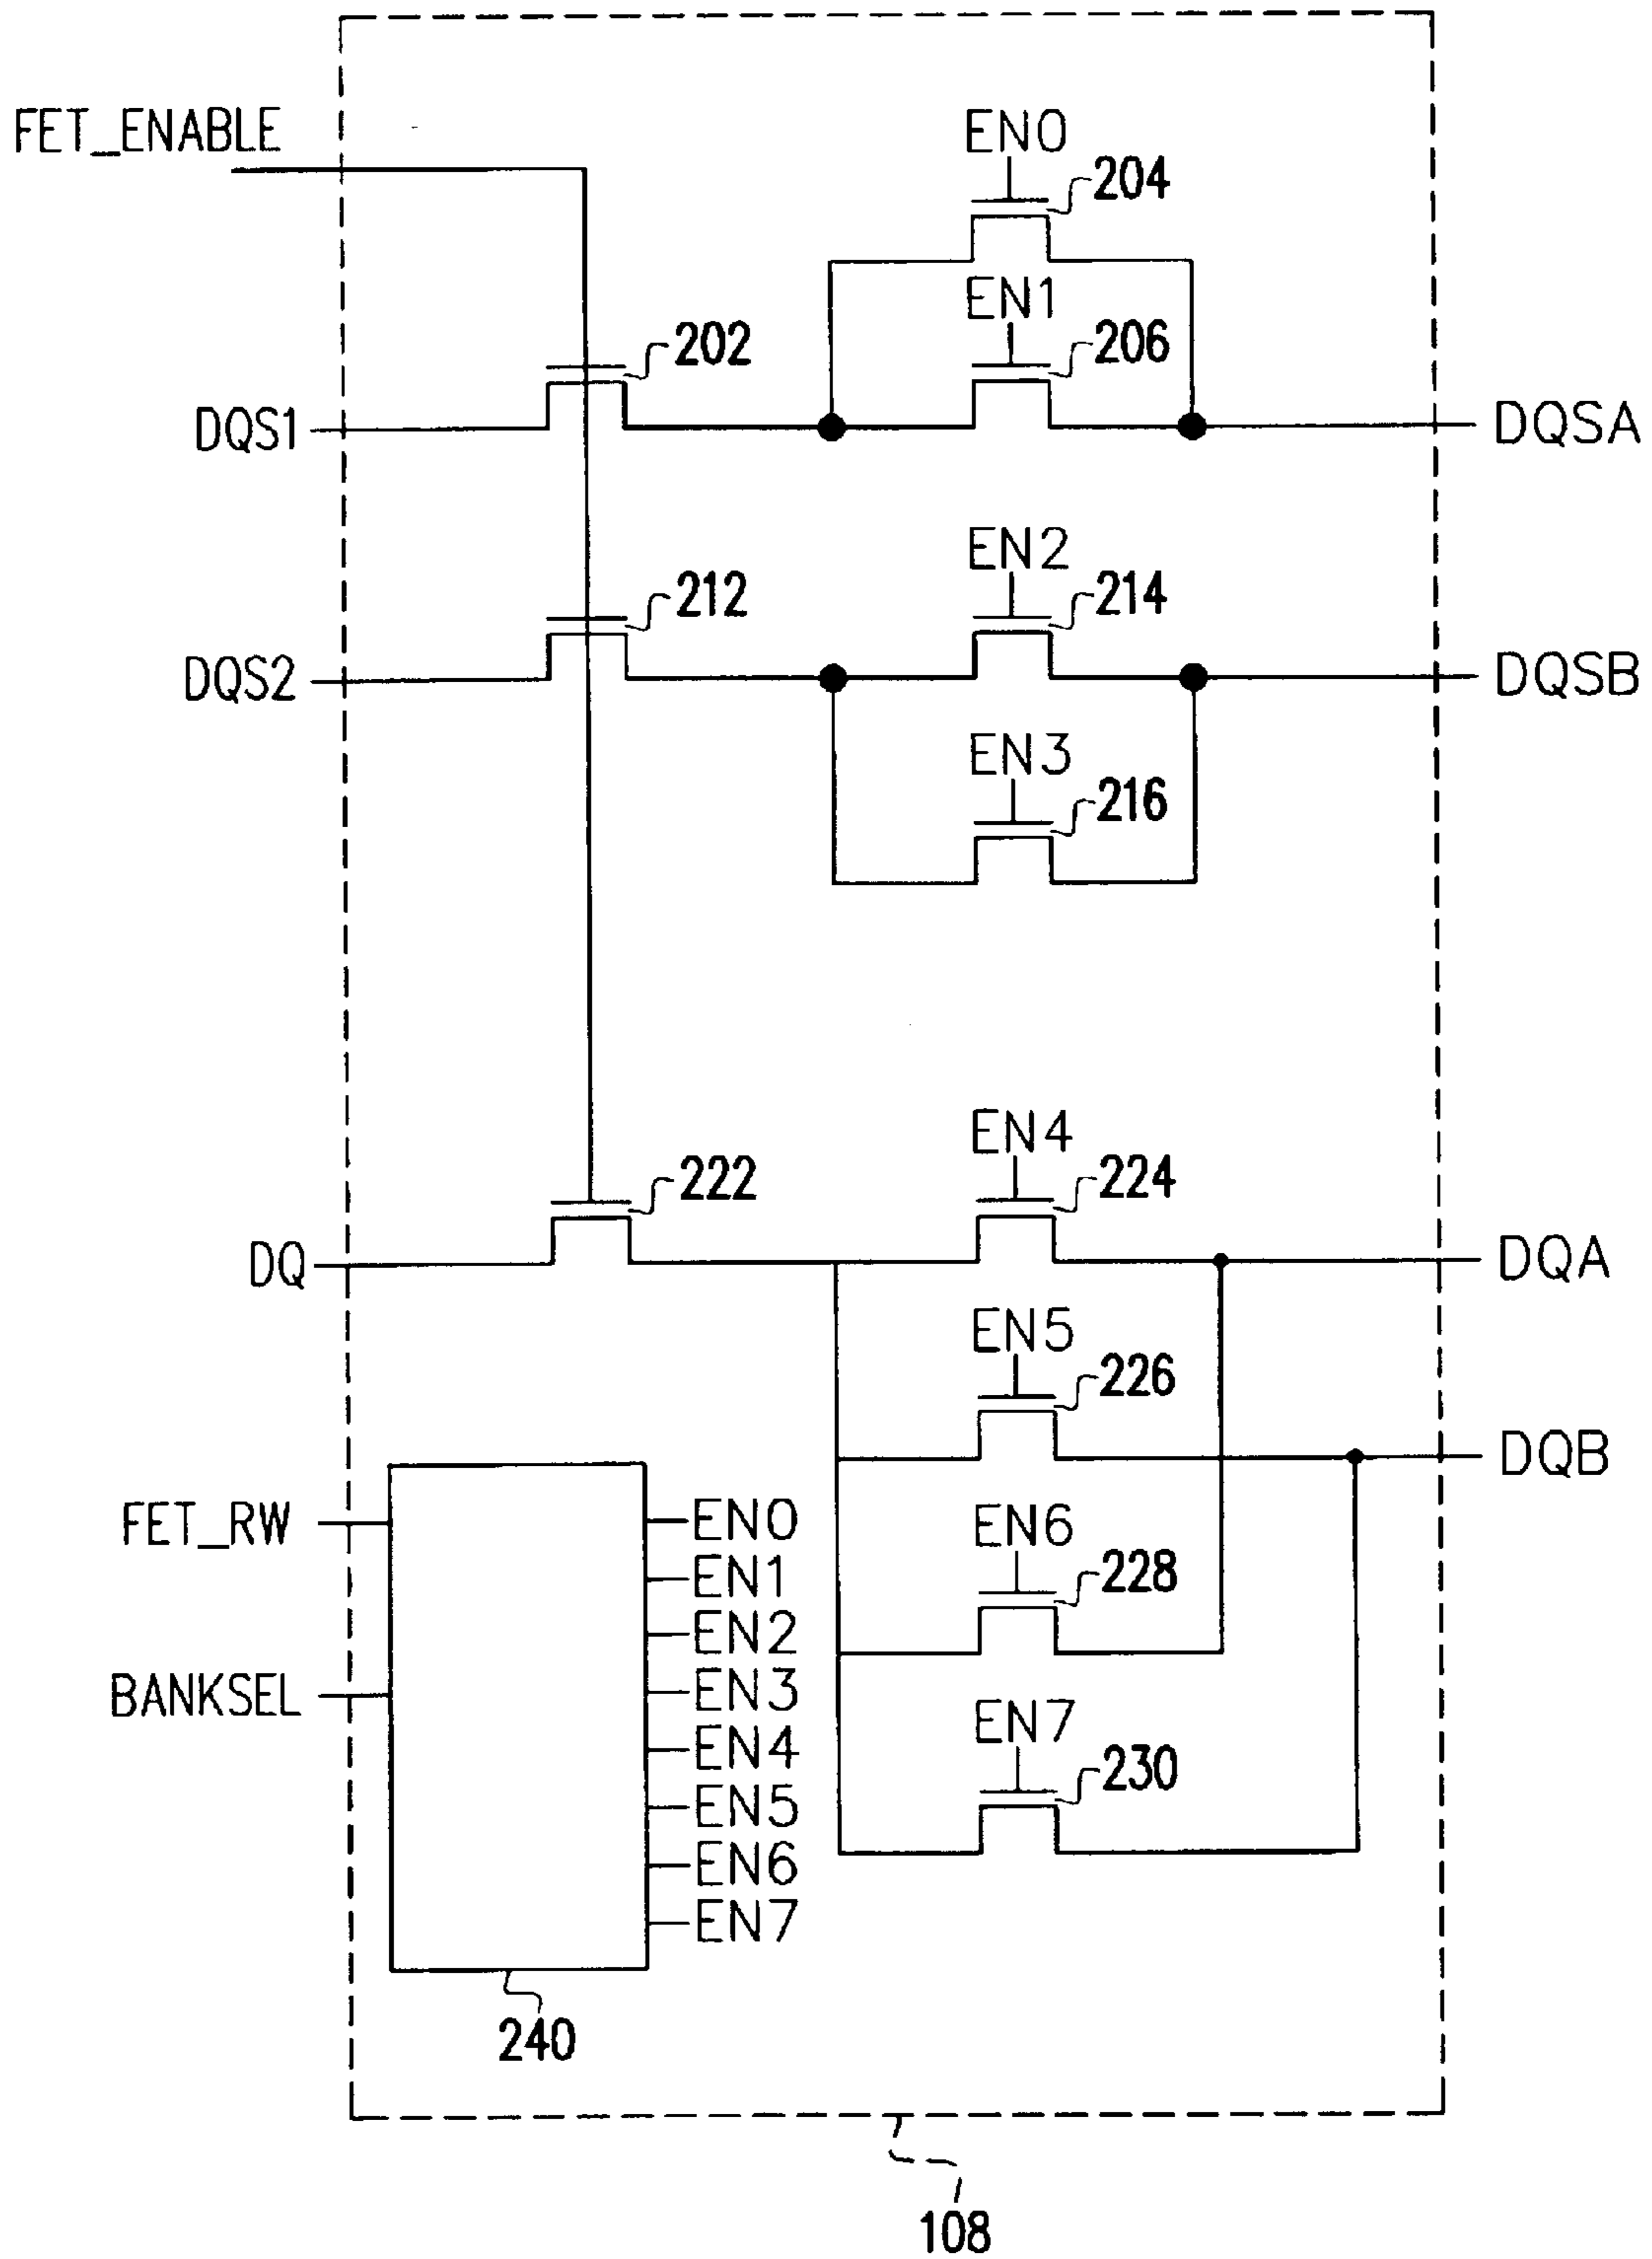 FET_ENABLE
EN0
204
EN1
202
206
DQS1
DQSA
EN2
212
214
DQS2
DQSB
EN3
216
EN4
222
224
DQ
DQA
EN5
226
DQB
FET_RW
EN0
EN6
EN1
228
EN2
BANKSEL
EN3
EN7
EN4
230
EN5
EN6
EN7
240
108